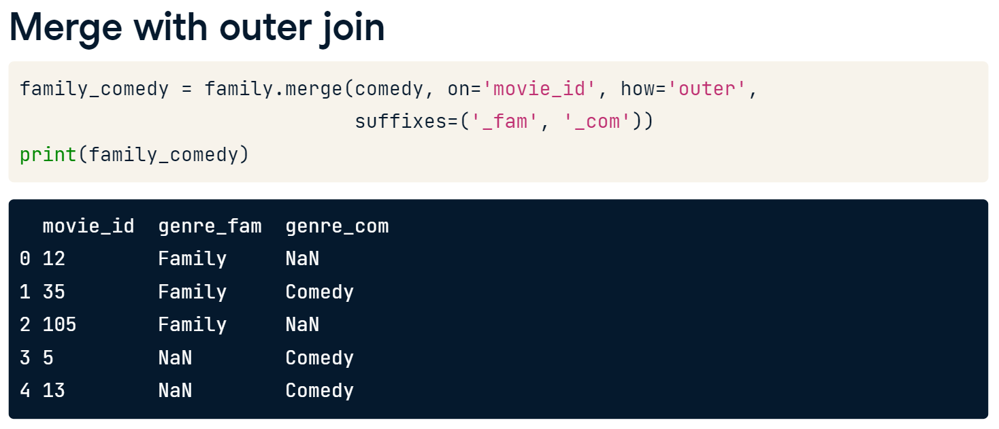 Merge with outer join
family_comedy = family.merge(comedy, on='movie_id', how='outer',
                             suffixes=('_fam', '_com'))
print(family_comedy)
  movie_id  genre_fam  genre_com
0 12        Family     NaN
1 35        Family     Comedy
2 105       Family     NaN
3 5         NaN        Comedy
4 13        NaN        Comedy